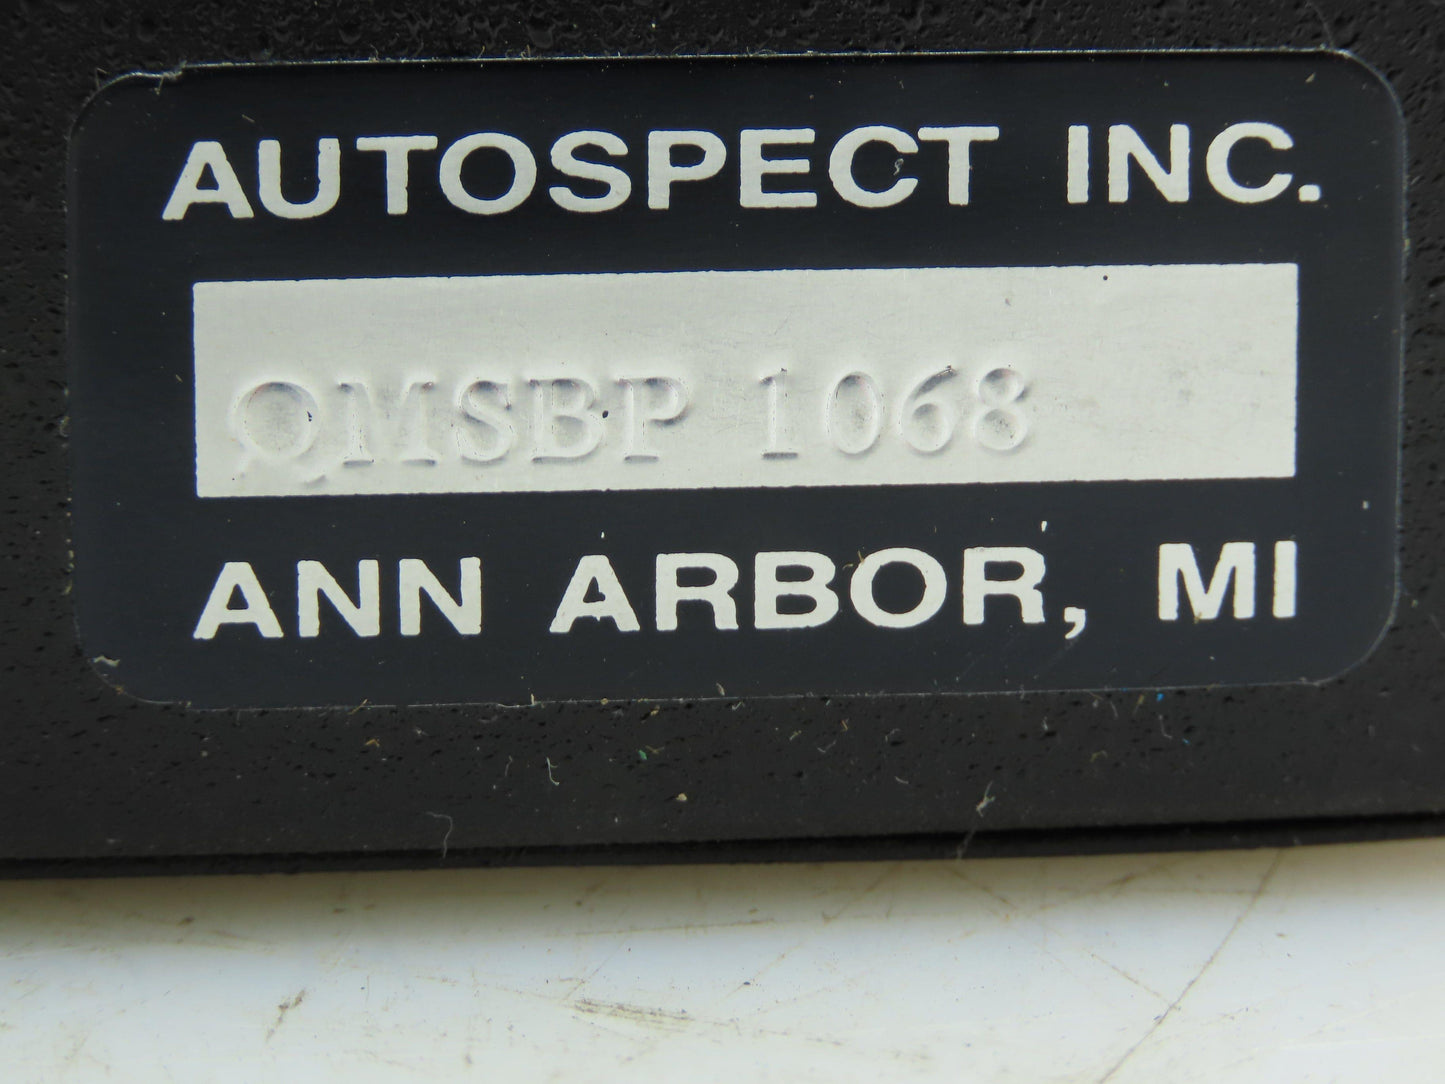 AUTOSPECT INC.
QMSBP 1068
ANN ARBOR, MI